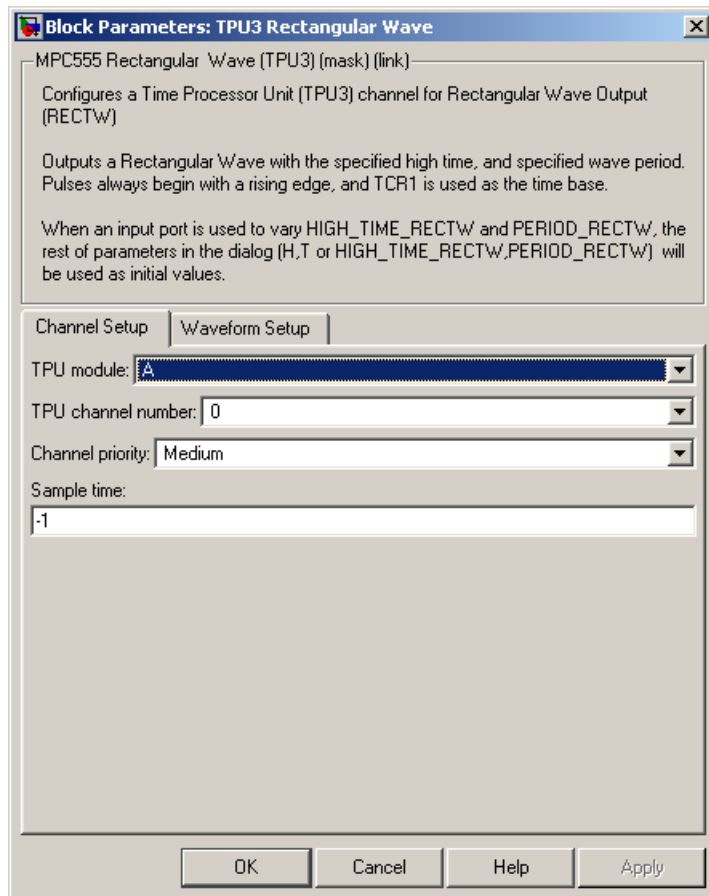 Block Parameters: TPU3 Rectangular Wave
MPC555 Rectangular Wave (TPU3) (mask) (link)
Configures a Time Processor Unit (TPU3) channel for Rectangular Wave Output
(RECTW)
Outputs a Rectangular Wave with the specified high time, and specified wave period.
Pulses always begin with a rising edge, and TCR1 is used as the time base.
When an input port is used to vary HIGH_TIME_RECTW and PERIOD_RECTW, the
rest of parameters in the dialog (H,T or HIGH_TIME_RECTW,PERIOD_RECTW) will
be used as initial values.
Channel Setup Waveform Setup
TPU module: A
TPU channel number: 0
Channel priority: Medium
Sample time:
-1
OK Cancel Help Apply